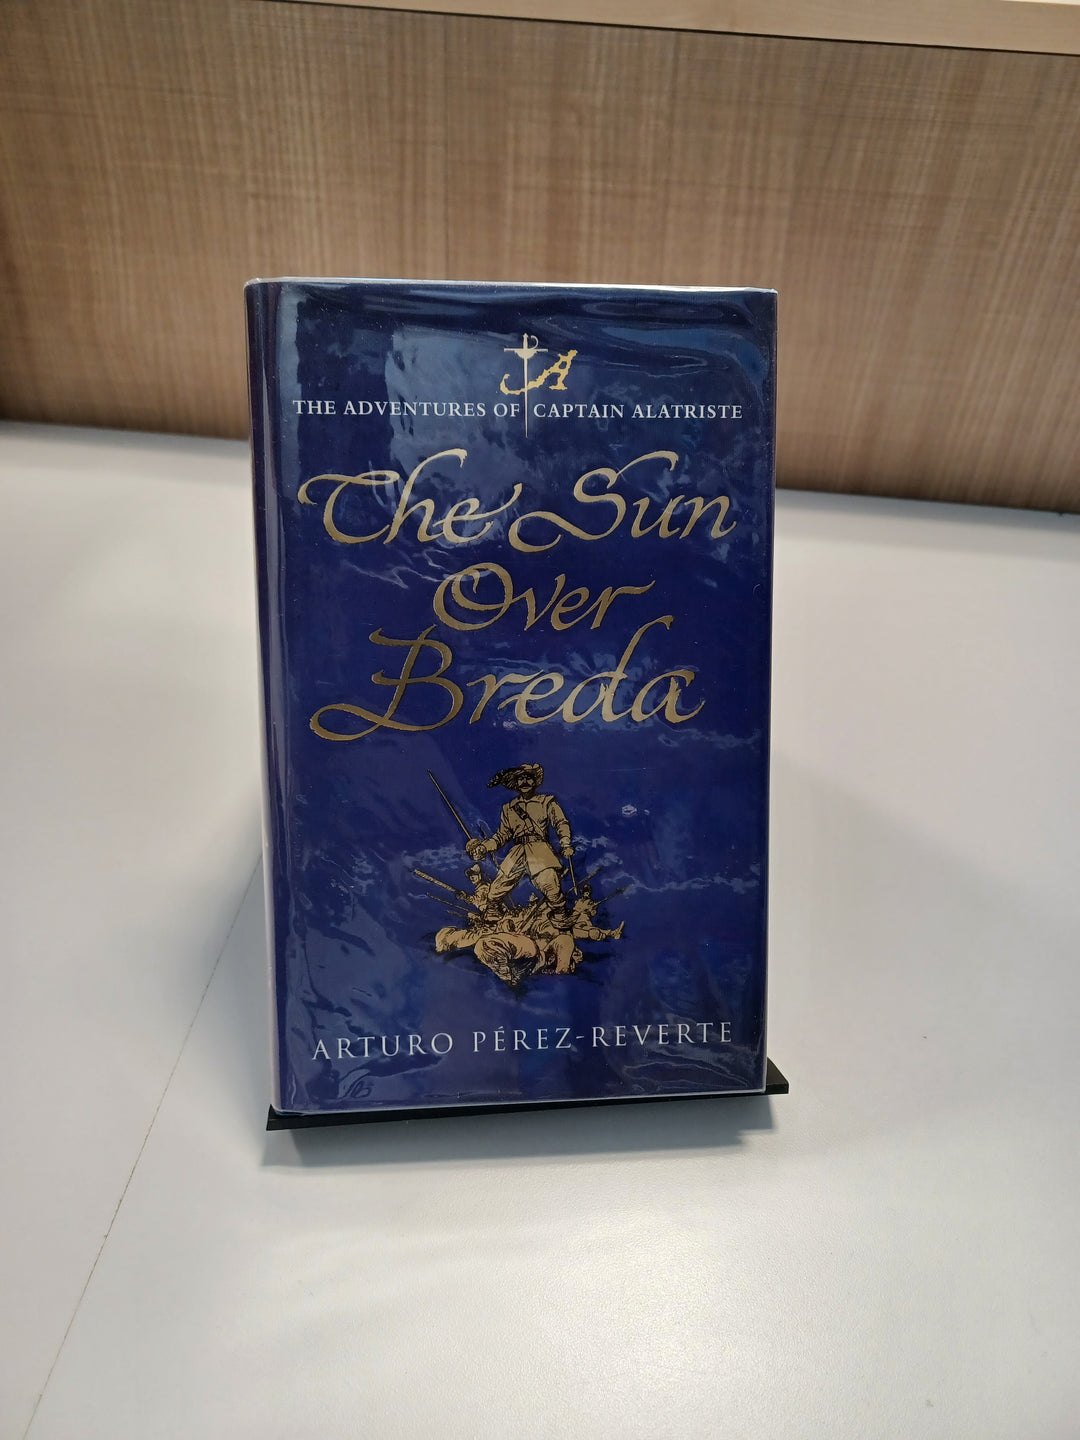 A
THE ADVENTURES OF CAPTAIN ALATRISTE
The Sun
Over
Breda
ARTURO PÉREZ-REVERTE